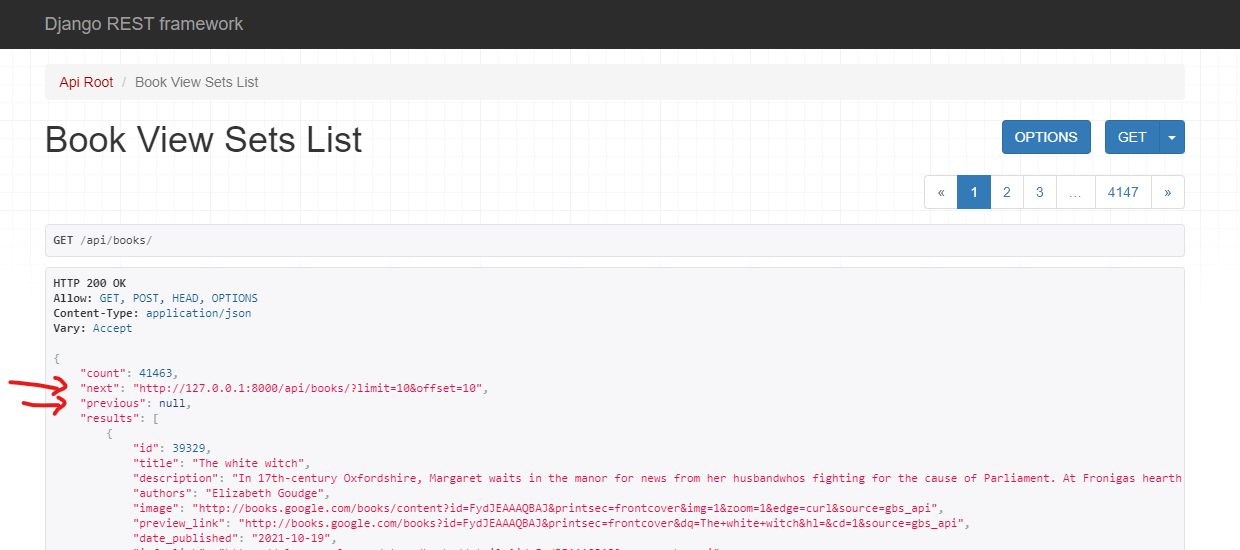 Django REST framework
Api Root / Book View Sets List
Book View Sets List
OPTIONS GET
« 1 2 3 … 4147 »
GET /api/books/
HTTP 200 OK
Allow: GET, POST, HEAD, OPTIONS
Content-Type: application/json
Vary: Accept
{
"count": 41463,
"next": "http://127.0.0.1:8000/api/books/?limit=10&offset=10",
"previous": null,
"results": [
{
"id": 39329,
"title": "The white witch",
"description": "In 17th-century Oxfordshire, Margaret waits in the manor for news from her husbandwhos fighting for the cause of Parliament. At Fronigas hearth
"authors": "Elizabeth Goudge",
"image": "http://books.google.com/books/content?id=FydJEAAAQBAJ&printsec=frontcover&img=1&zoom=1&edge=curl&source=gbs_api",
"preview_link": "http://books.google.com/books?id=FydJEAAAQBAJ&printsec=frontcover&dq=The+white+witch&hl=&cd=1&source=gbs_api",
"date_published": "2021-10-19",